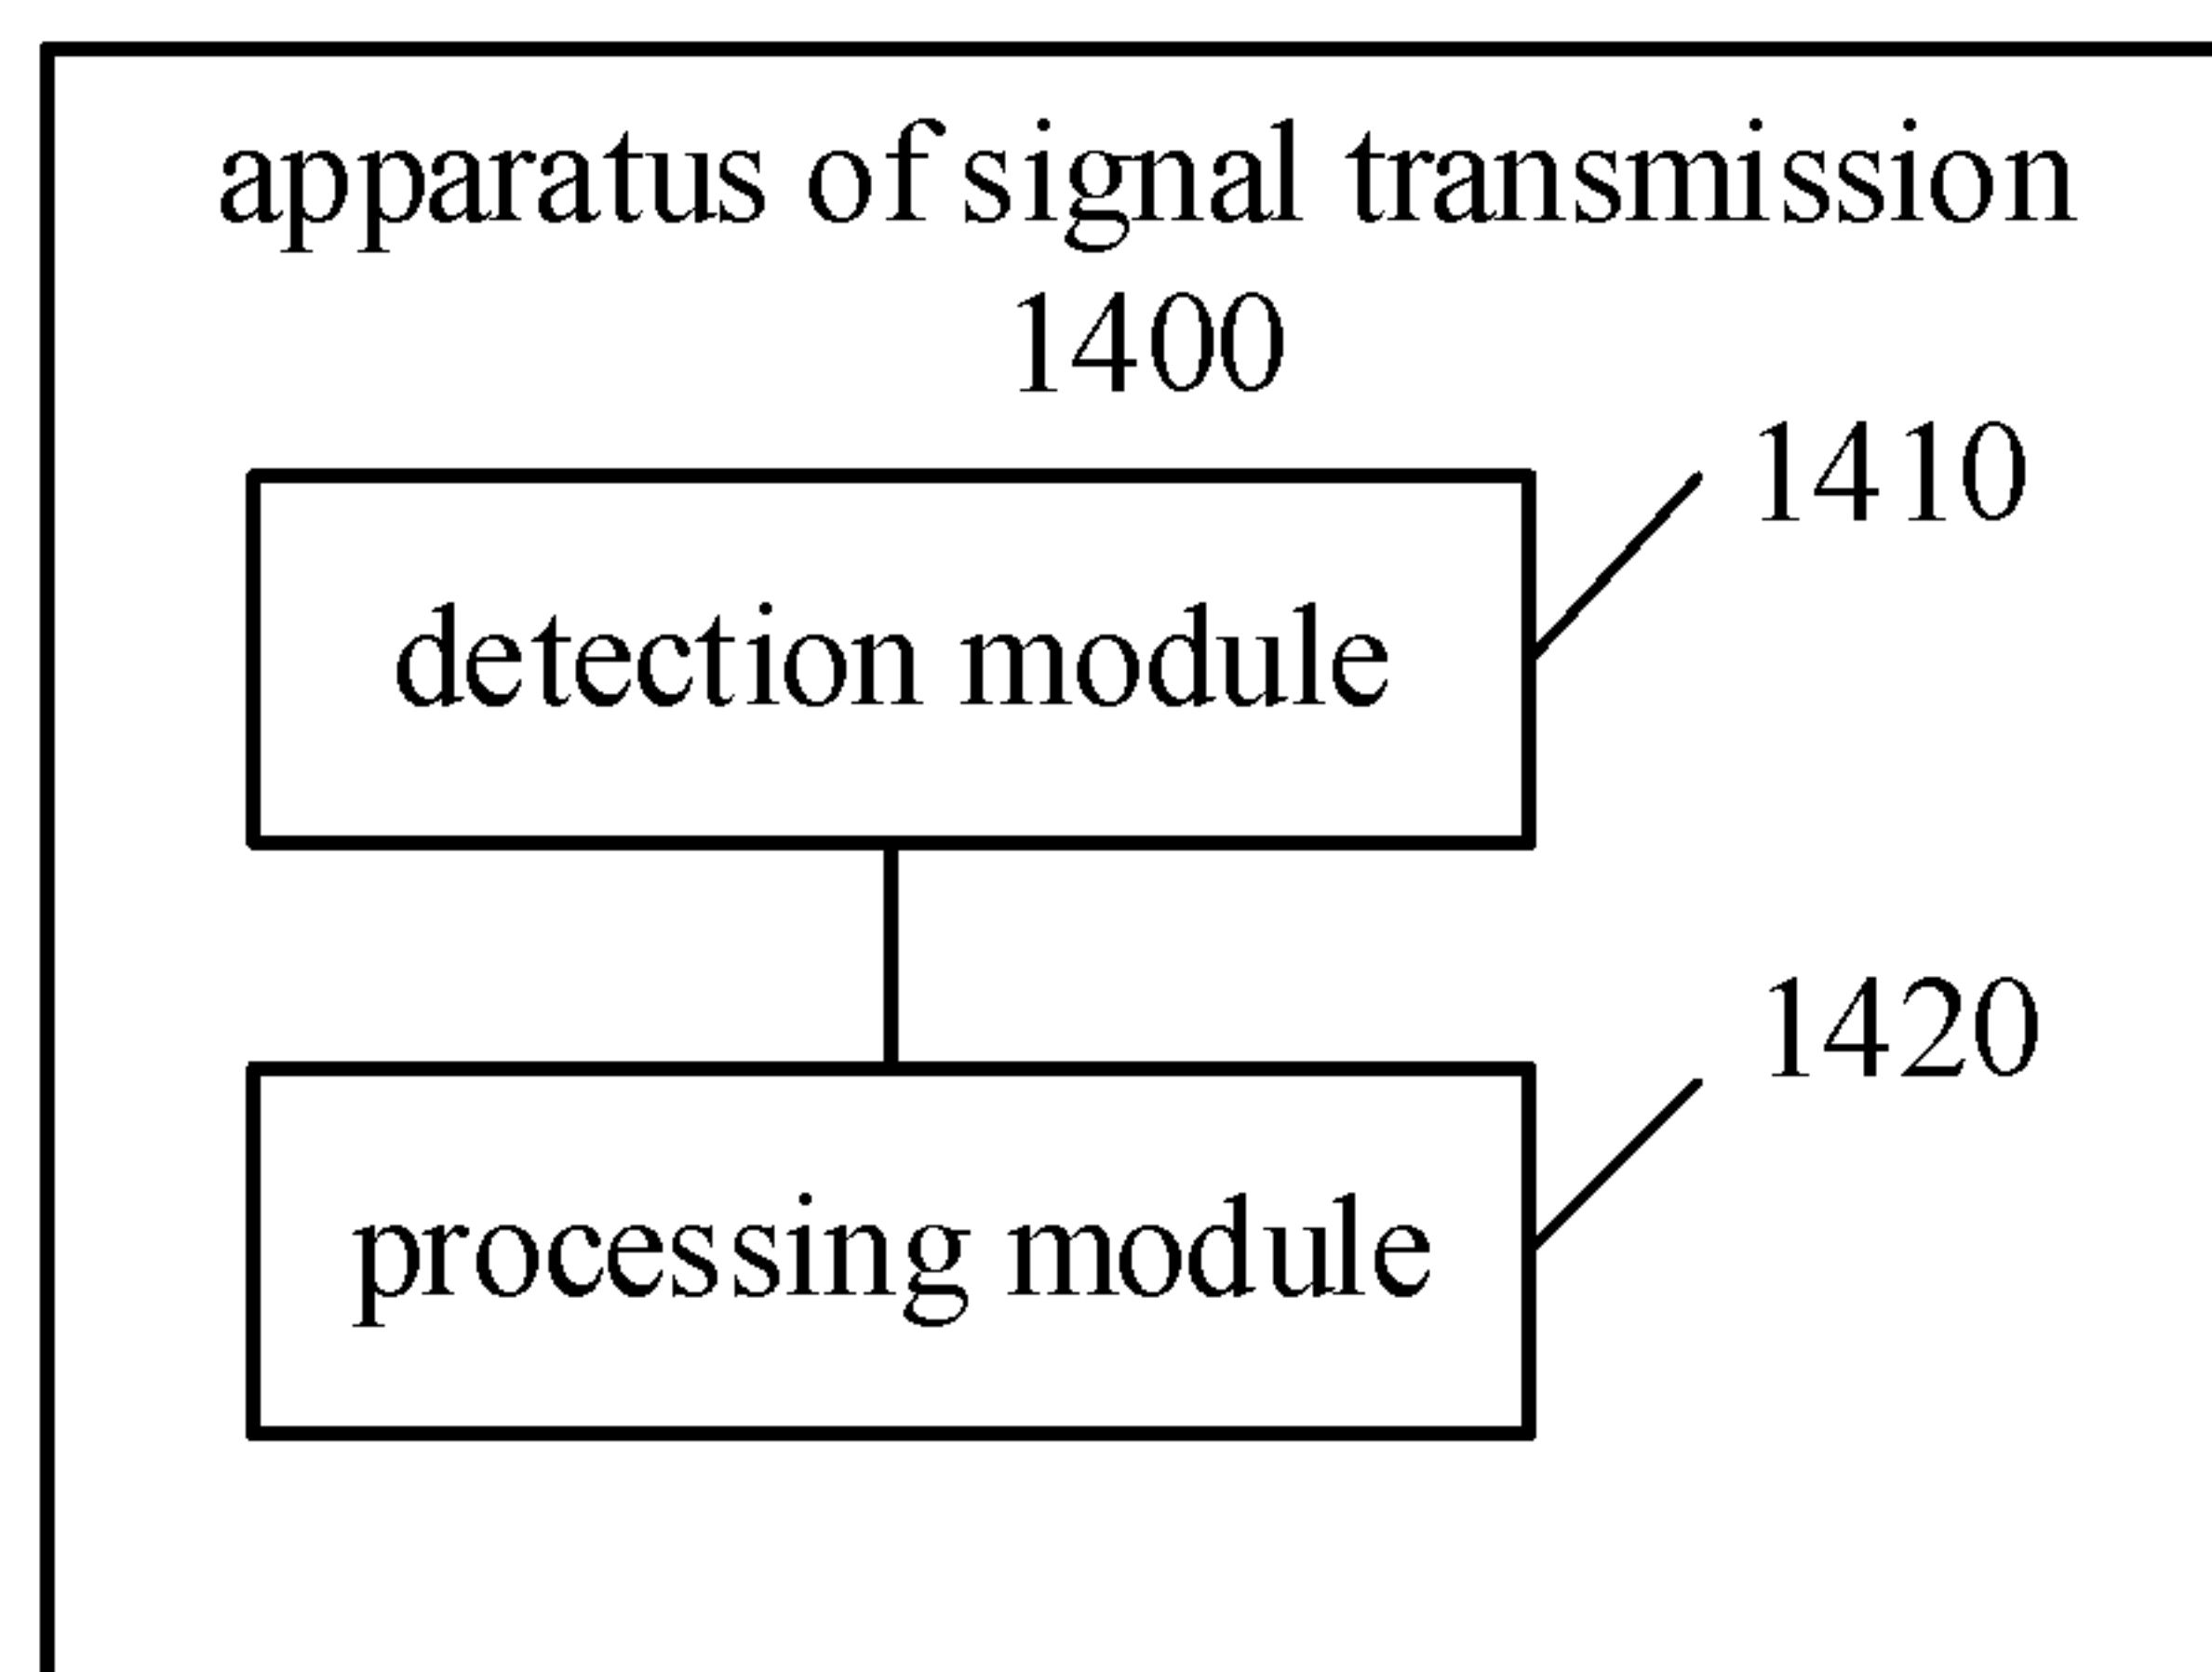 apparatus of signal transmission
1400
1410
detection module
1420
processing module